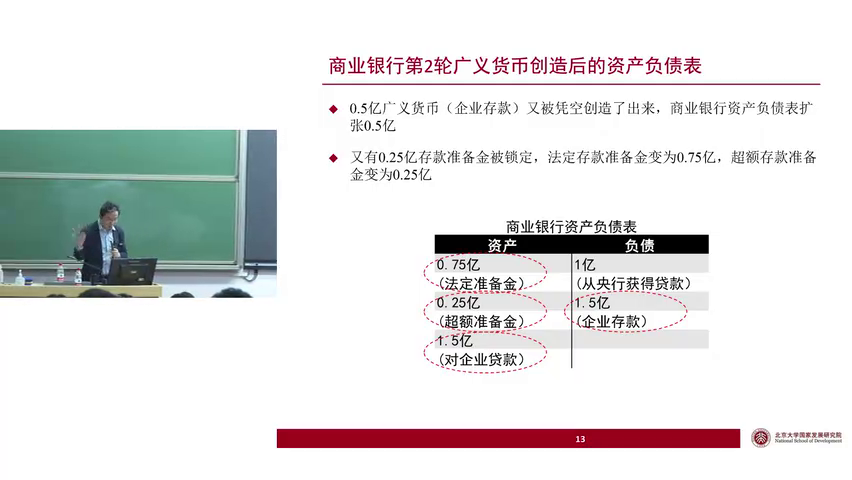 商业银行第2轮广义货币创造后的资产负债表
◆ 0.5亿广义货币（企业存款）又被凭空创造了出来，商业银行资产负债表扩
张0.5亿
◆ 又有0.25亿存款准备金被锁定，法定存款准备金变为0.75亿，超额存款准备
金变为0.25亿
商业银行资产负债表
资产 负债
0.75亿 1亿
(法定准备金) (从央行获得贷款)
0.25亿 1.5亿
(超额准备金) (企业存款)
1.5亿
(对企业贷款)
13
北京大学国家发展研究院
National School of Development